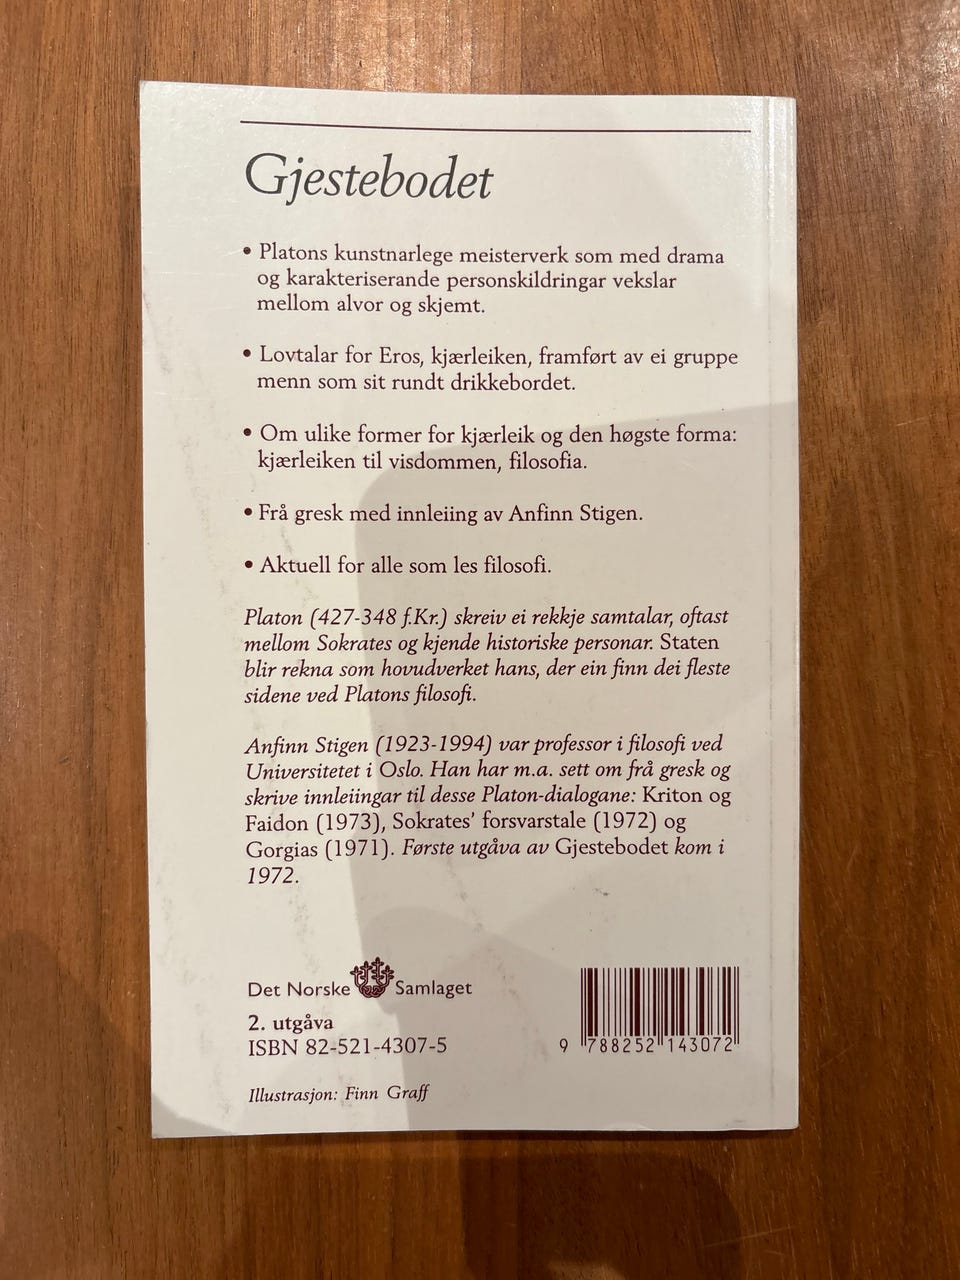 Gjestebodet
• Platons kunstnarlege meisterverk som med drama
og karakteriserande personskildringar vekslar
mellom alvor og skjemt.
• Lovtalar for Eros, kjærleiken, framført av ei gruppe
menn som sit rundt drikkebordet.
• Om ulike former for kjærleik og den høgste forma:
kjærleiken til visdommen, filosofia.
• Frå gresk med innleiing av Anfinn Stigen.
• Aktuell for alle som les filosofi.
Platon (427-348 f.Kr.) skreiv ei rekkje samtalar, oftast
mellom Sokrates og kjende historiske personar. Staten
blir rekna som hovudverket hans, der ein finn dei fleste
sidene ved Platons filosofi.
Anfinn Stigen (1923-1994) var professor i filosofi ved
Universitetet i Oslo. Han har m.a. sett om frå gresk og
skrive innleiingar til desse Platon-dialogane: Kriton og
Faidon (1973), Sokrates' forsvarstale (1972) og
Gorgias (1971). Første utgåva av Gjestebodet kom i
1972.
Det Norske Samlaget
2. utgåva
ISBN 82-521-4307-5
9 788252 143072
Illustrasjon: Finn Graff